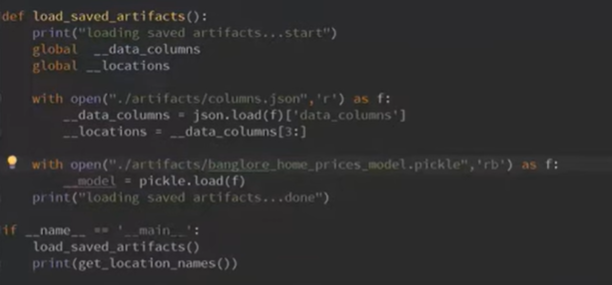 def load_saved_artifacts():
    print("loading saved artifacts...start")
    global  __data_columns
    global __locations
    with open("./artifacts/columns.json",'r') as f:
        __data_columns = json.load(f)['data_columns']
        __locations = __data_columns[3:]
    with open("./artifacts/banglore_home_prices_model.pickle",'rb') as f:
        __model = pickle.load(f)
    print("loading saved artifacts...done")
if __name__ == '__main__':
    load_saved_artifacts()
    print(get_location_names())